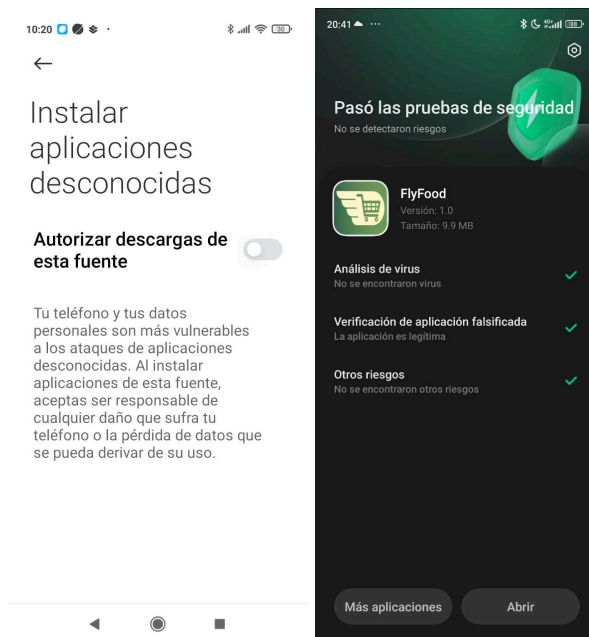 10:20
30
Instalar
aplicaciones
desconocidas
Autorizar descargas de
esta fuente
Tu teléfono y tus datos
personales son más vulnerables
a los ataques de aplicaciones
desconocidas. Al instalar
aplicaciones de esta fuente,
aceptas ser responsable de
cualquier daño que sufra tu
teléfono o la pérdida de datos que
se pueda derivar de su uso.
20:41
Pasó las pruebas de seguridad
No se detectaron riesgos
FlyFood
Versión: 1.0
Tamaño: 9.9 MB
Análisis de virus
No se encontraron virus
Verificación de aplicación falsificada
La aplicación es legítima
Otros riesgos
No se encontraron otros riesgos
Más aplicaciones
Abrir